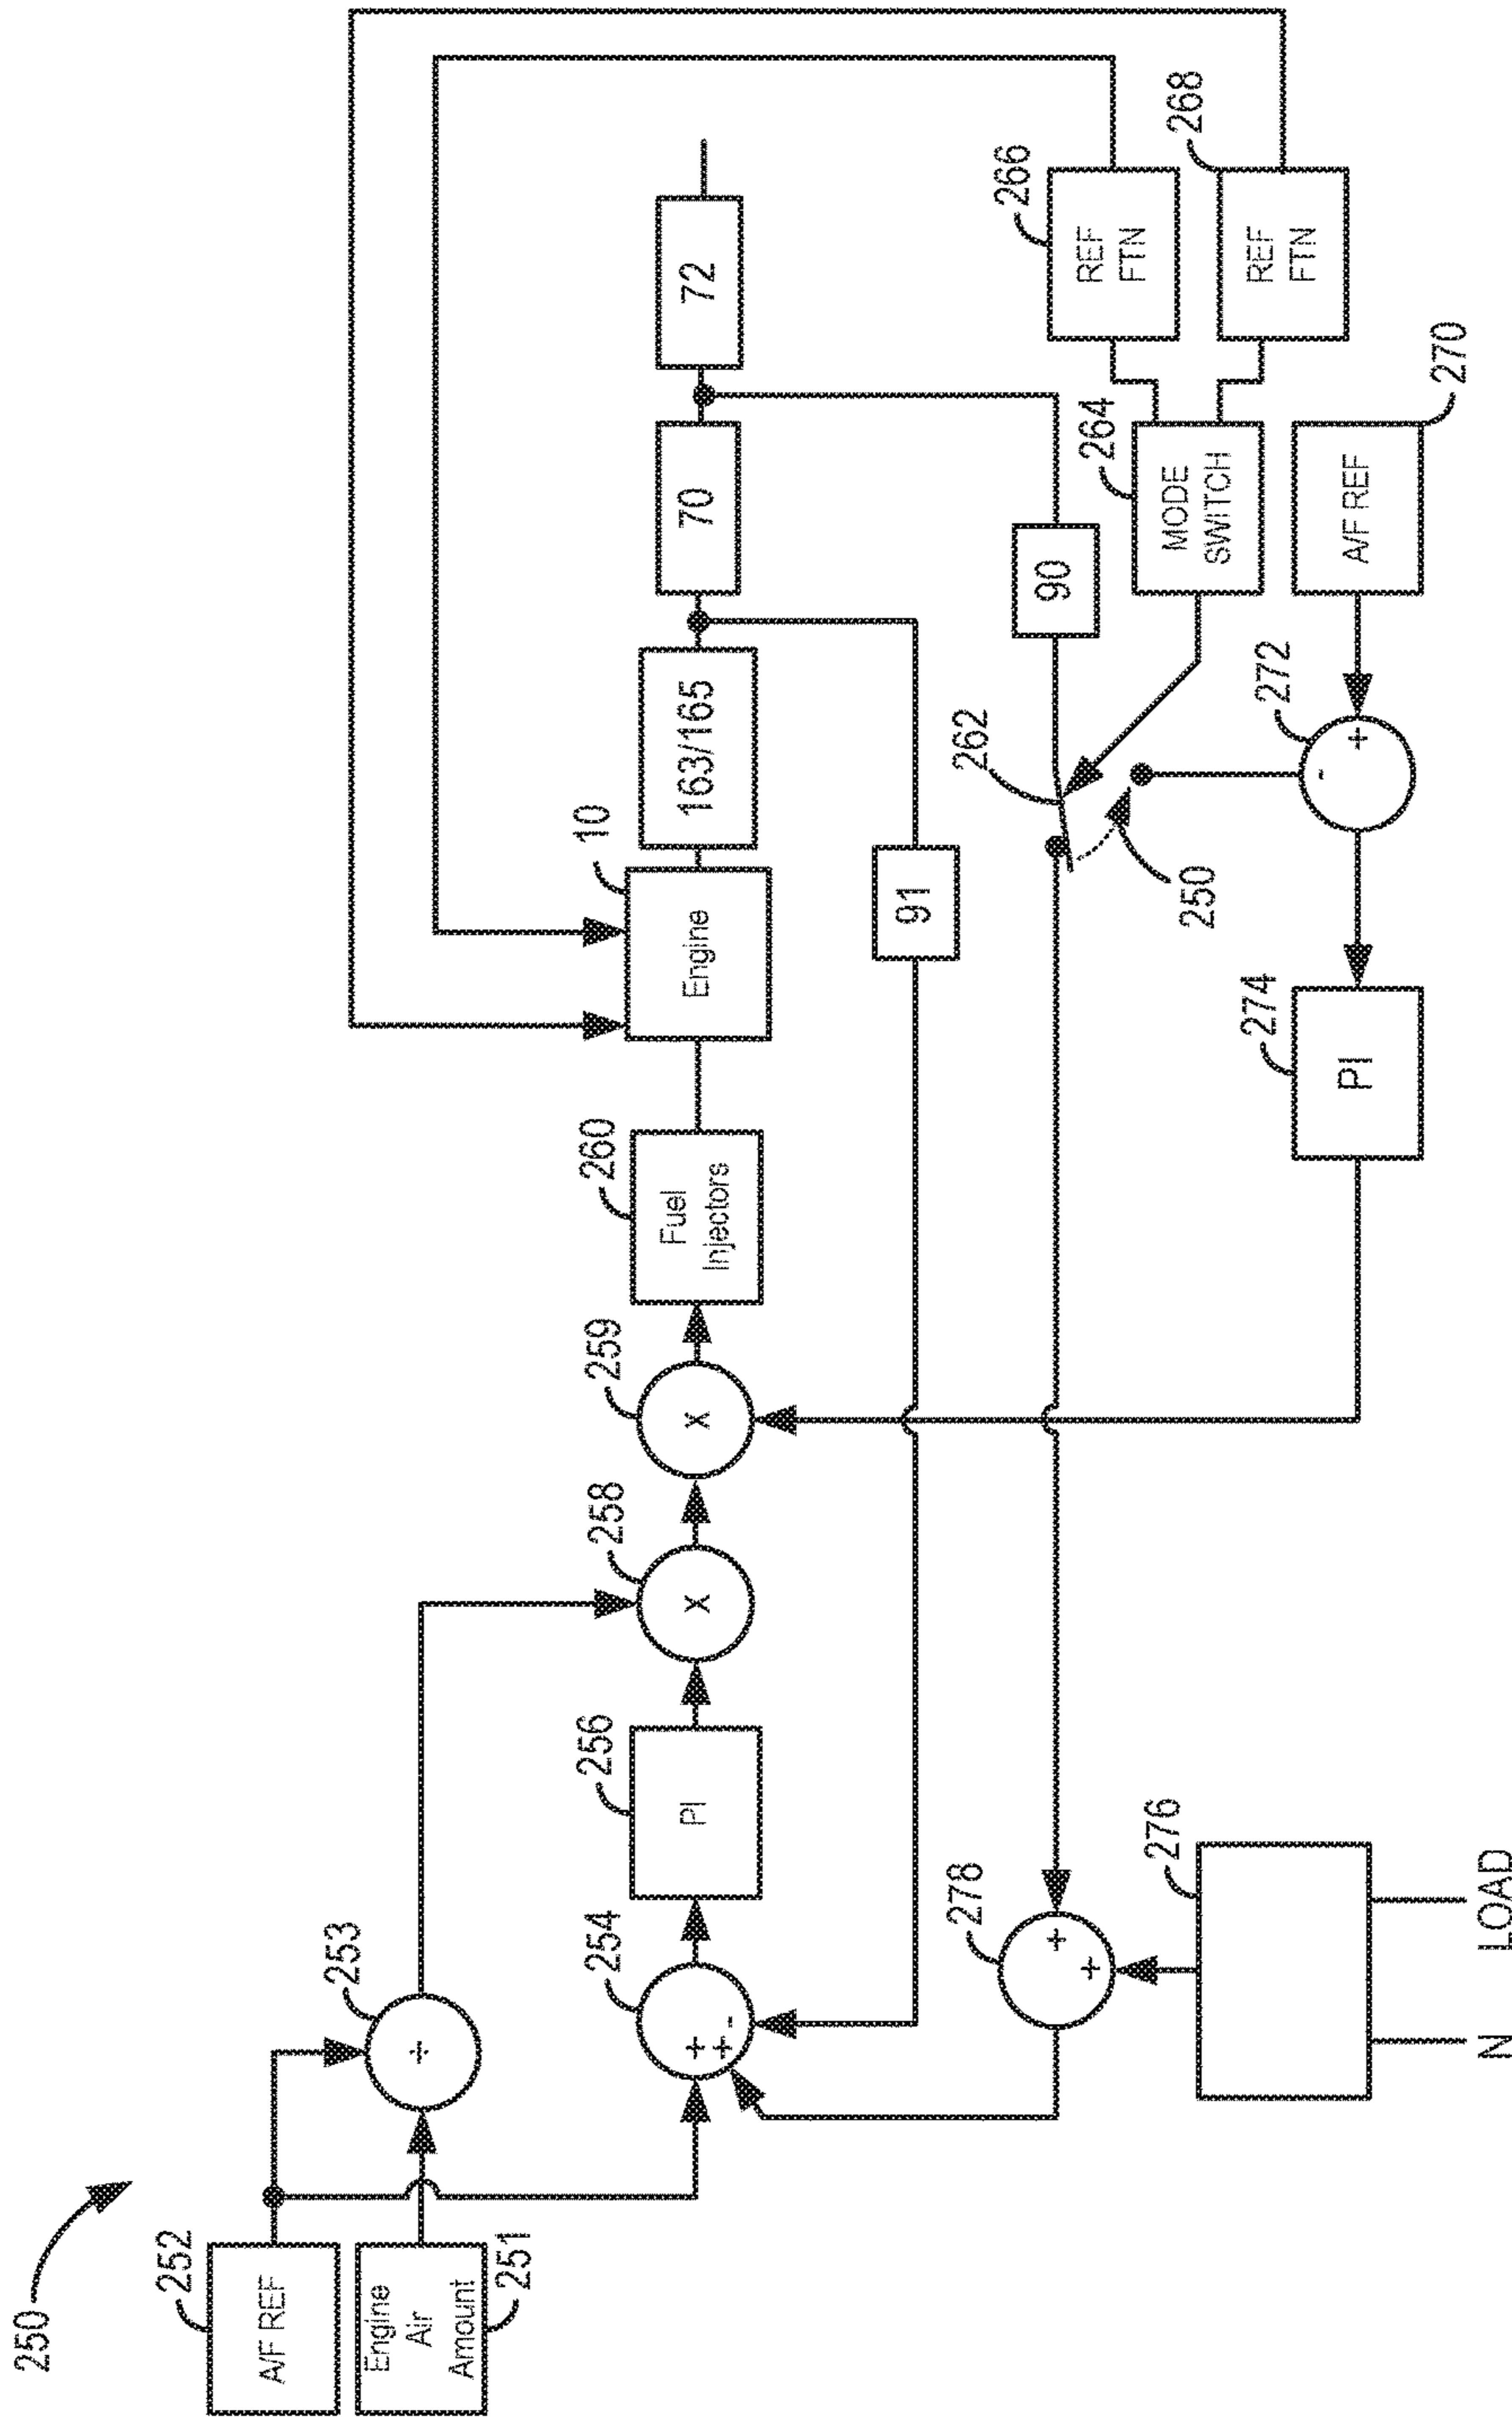 250
252
A/F REF
253
÷
Engine
Air
Amount
251
254
+
+
-
256
PI
258
X
259
X
260
Fuel
Injectors
10
Engine
163/165
70
72
91
90
262
250
264
MODE
SWITCH
266
REF
FTN
268
REF
FTN
270
A/F REF
272
-
+
274
PI
278
+
+
276
N
LOAD